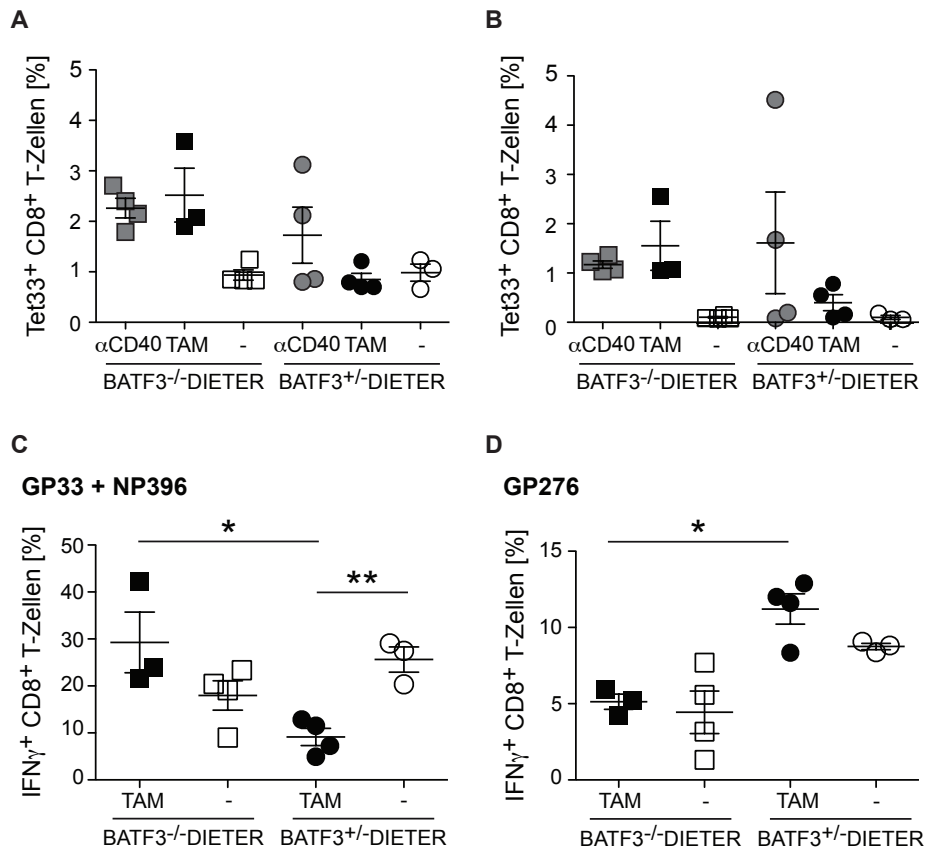 A
B
Tet33+ CD8+ T-Zellen [%]
5
4
3
2
1
0
αCD40 TAM -
αCD40 TAM -
BATF3-/-DIETER
BATF3+/-DIETER
Tet33+ CD8+ T-Zellen [%]
5
4
3
2
1
0
αCD40 TAM -
αCD40 TAM -
BATF3-/-DIETER
BATF3+/-DIETER
C
D
GP33 + NP396
IFNγ+ CD8+ T-Zellen [%]
50
40
30
20
10
0
*
**
TAM -
TAM -
BATF3-/-DIETER
BATF3+/-DIETER
GP276
IFNγ+ CD8+ T-Zellen [%]
15
10
5
0
*
TAM -
TAM -
BATF3-/-DIETER
BATF3+/-DIETER